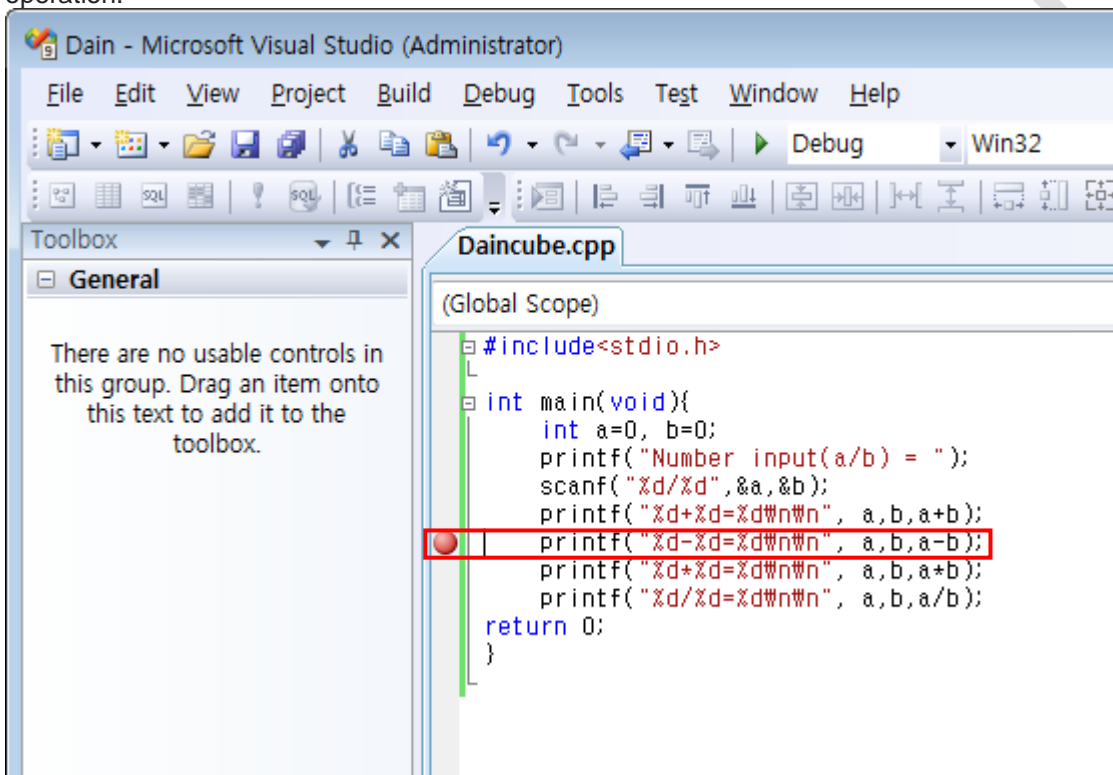 operation.
Dain - Microsoft Visual Studio (Administrator)
File Edit View Project Build Debug Tools Test Window Help
Debug Win32
Toolbox
General
There are no usable controls in
this group. Drag an item onto
this text to add it to the
toolbox.
Daincube.cpp
(Global Scope)
#include<stdio.h>
int main(void){
int a=0, b=0;
printf("Number input(a/b) = ");
scanf("%d/%d",&a,&b);
printf("%d+%d=%d₩n₩n", a,b,a+b);
printf("%d-%d=%d₩n₩n", a,b,a-b);
printf("%d*%d=%d₩n₩n", a,b,a*b);
printf("%d/%d=%d₩n₩n", a,b,a/b);
return 0;
}